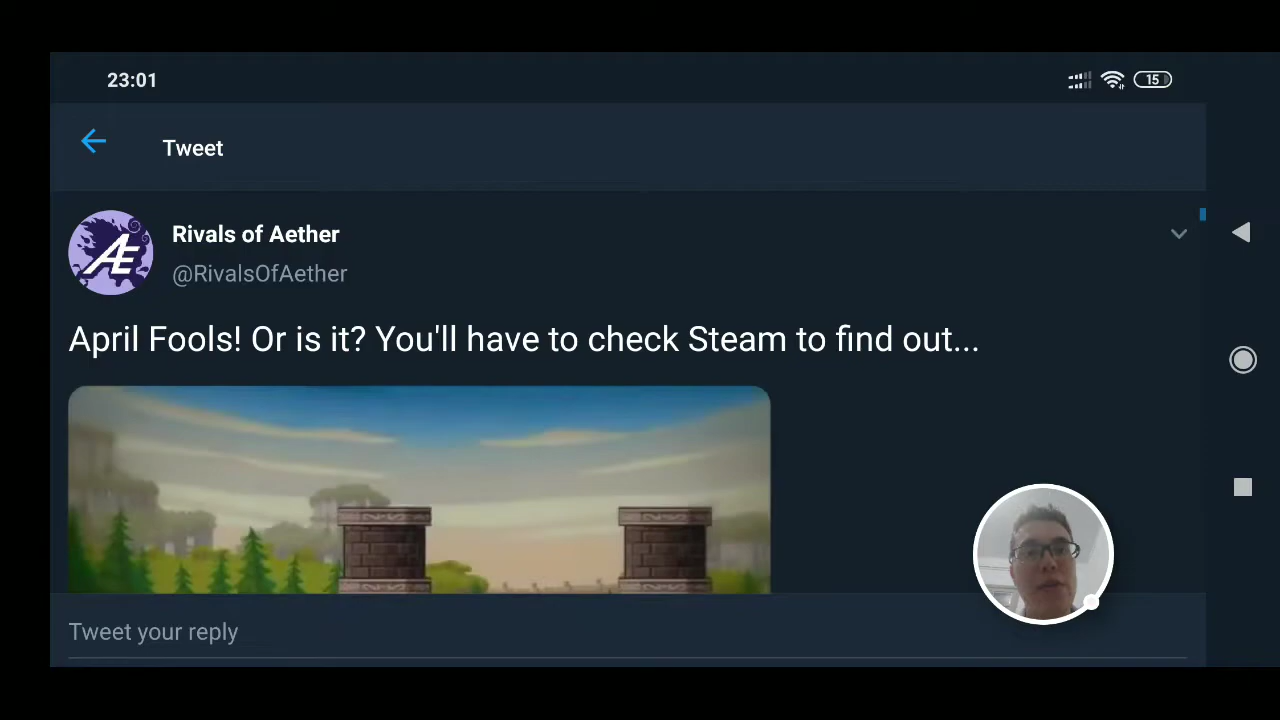 23:01
15
Tweet
Rivals of Aether
@RivalsOfAether
April Fools! Or is it? You'll have to check Steam to find out...
Tweet your reply